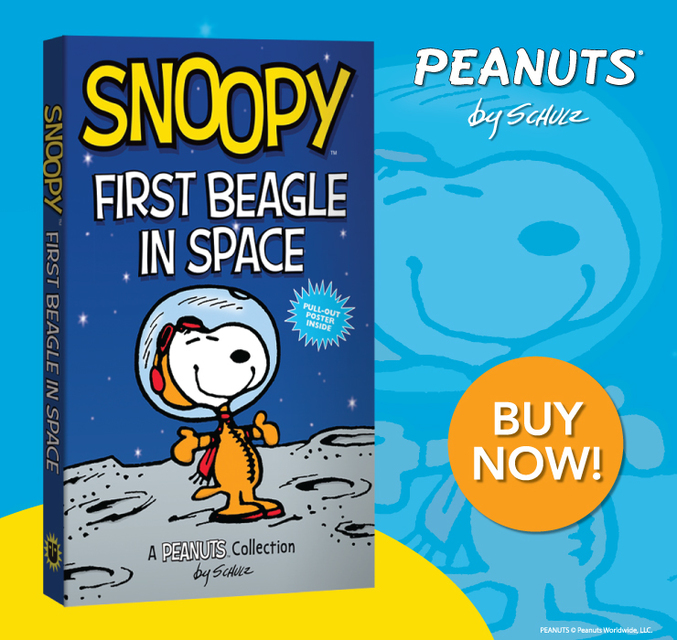 SNOOPY™
FIRST BEAGLE
IN SPACE
PULL-OUT
POSTER
INSIDE
A PEANUTS Collection
by SCHULZ
SNOOPY FIRST BEAGLE IN SPACE
PEANUTS
by SCHULZ
BUY
NOW!
PEANUTS © Peanuts Worldwide, LLC.